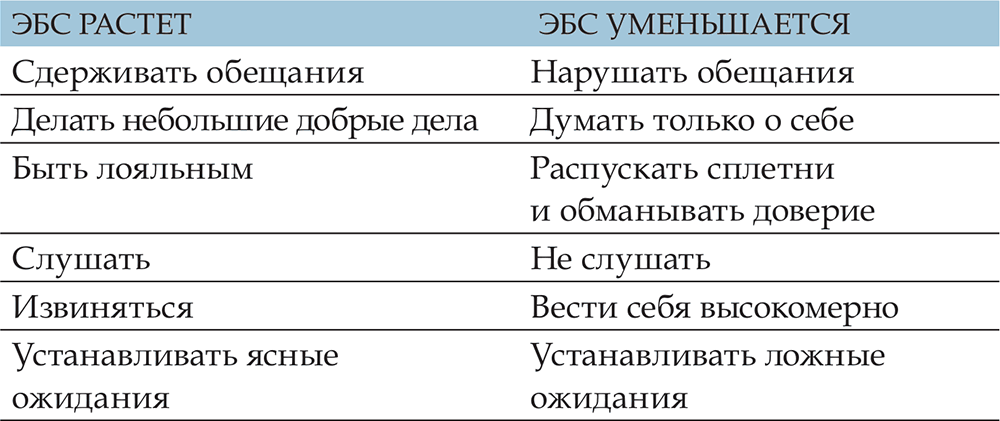 ЭБС РАСТЕТ ЭБС УМЕНЬШАЕТСЯ
Сдерживать обещания Нарушать обещания
Делать небольшие добрые дела Думать только о себе
Быть лояльным Распускать сплетни
и обманывать доверие
Слушать Не слушать
Извиняться Вести себя высокомерно
Устанавливать ясные Устанавливать ложные
ожидания ожидания